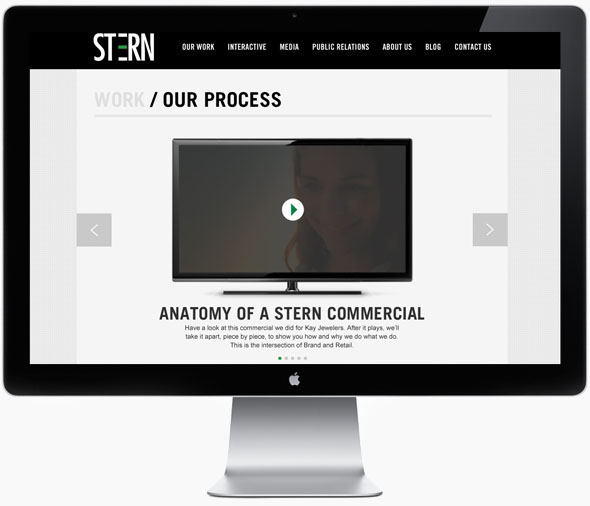 STERN
OUR WORK INTERACTIVE MEDIA PUBLIC RELATIONS ABOUT US BLOG CONTACT US
WORK / OUR PROCESS
ANATOMY OF A STERN COMMERCIAL
Have a look at this commercial we did for Kay Jewelers. After it plays, we'll
take it apart, piece by piece, to show you how and why we do what we do.
This is the intersection of Brand and Retail.